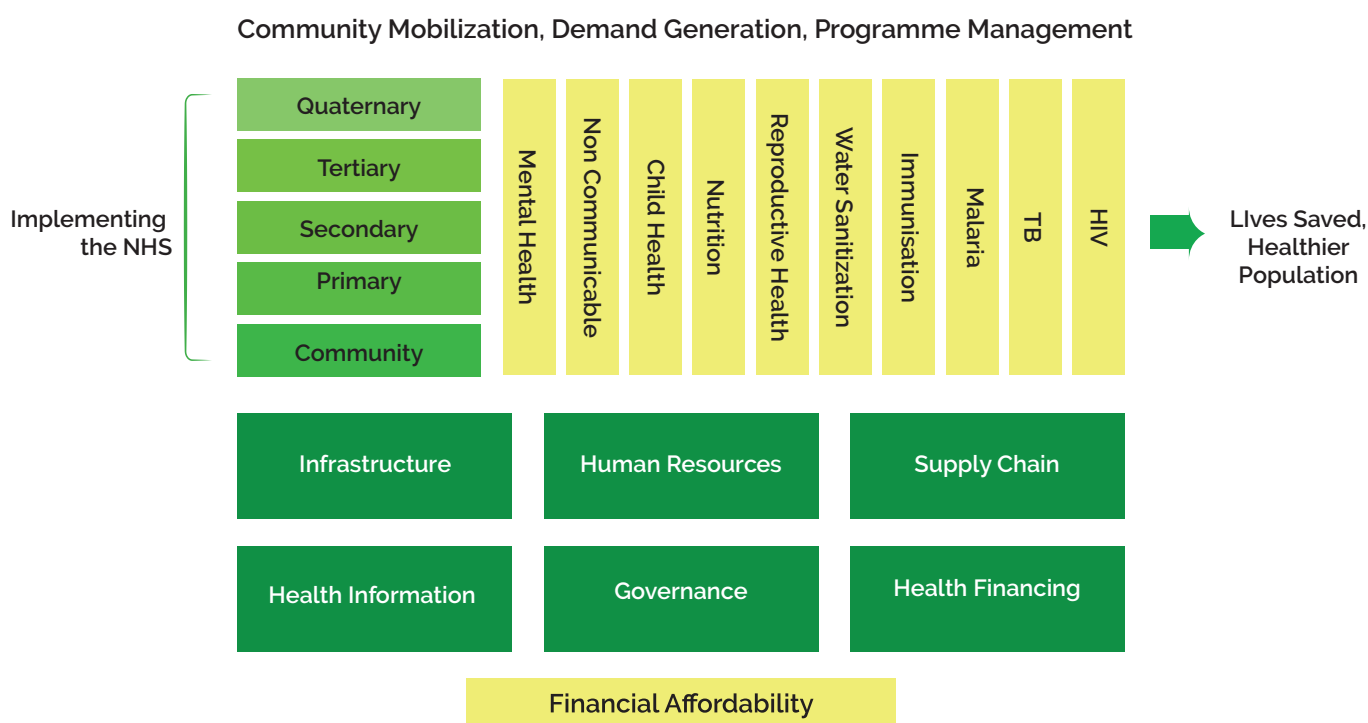 Community Mobilization, Demand Generation, Programme Management
Implementing
the NHS
Quaternary
Tertiary
Secondary
Primary
Community
Mental Health
Non Communicable
Child Health
Nutrition
Reproductive Health
Water Sanitization
Immunisation
Malaria
TB
HIV
LIves Saved,
Healthier
Population
Infrastructure
Human Resources
Supply Chain
Health Information
Governance
Health Financing
Financial Affordability